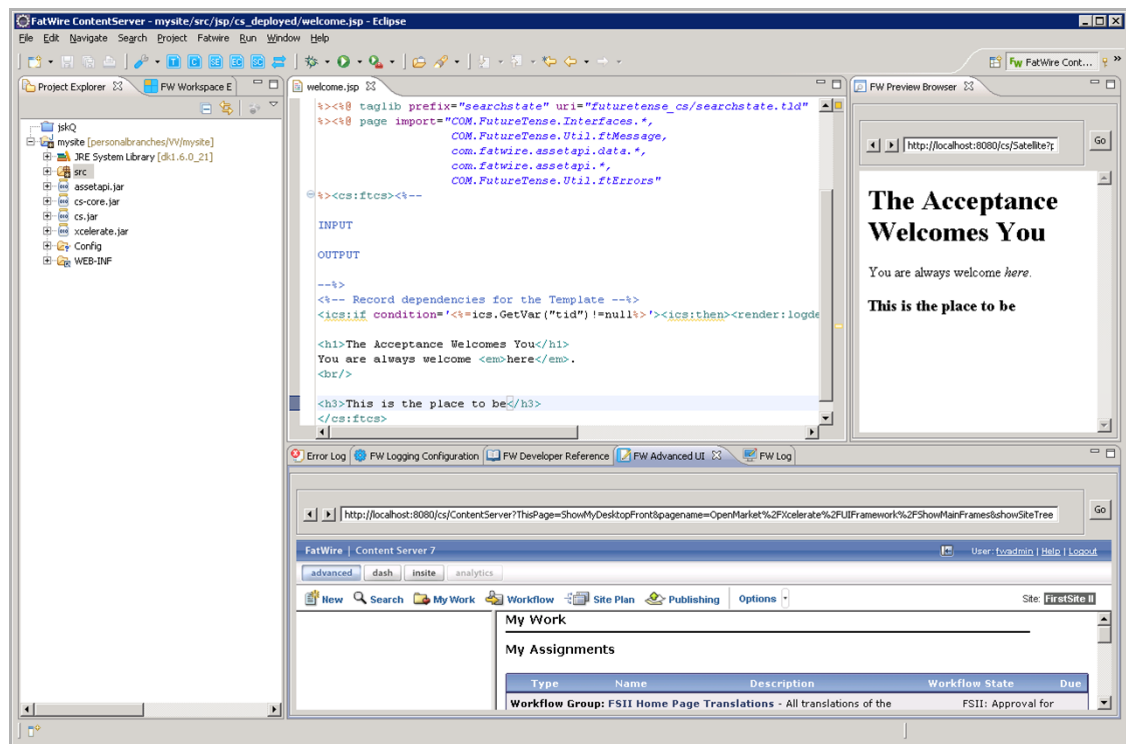 FatWire ContentServer - mysite/src/jsp/cs_deployed/welcome.jsp - Eclipse
File Edit Navigate Search Project Fatwire Run Window Help
FW FatWire Cont...
Project Explorer
FW Workspace E
jskQ
mysite [personalbranches/VV/mysite]
JRE System Library [dk1.6.0_21]
src
assetapi.jar
cs-core.jar
cs.jar
xcelerate.jar
Config
WEB-INF
welcome.jsp
%><%@ taglib prefix="searchstate" uri="futuretense_cs/searchstate.tld"
%><%@ page import="COM.FutureTense.Interfaces.*,
COM.FutureTense.Util.ftMessage,
com.fatwire.assetapi.data.*,
com.fatwire.assetapi.*,
COM.FutureTense.Util.ftErrors"
%><cs:ftcs><%--
INPUT
OUTPUT
--%>
<%-- Record dependencies for the Template --%>
<ics:if condition='<%=ics.GetVar("tid")!=null%>'><ics:then><render:logde
<h1>The Acceptance Welcomes You</h1>
You are always welcome <em>here</em>.
<br/>
<h3>This is the place to be</h3>
</cs:ftcs>
FW Preview Browser
http://localhost:8080/cs/Satellite?p
Go
The Acceptance
Welcomes You
You are always welcome here.
This is the place to be
Error Log
FW Logging Configuration
FW Developer Reference
FW Advanced UI
FW Log
http://localhost:8080/cs/ContentServer?ThisPage=ShowMyDesktopFront&pagename=OpenMarket%2FXcelerate%2FUIFramework%2FShowMainFrames&showSiteTree
Go
FatWire | Content Server 7
User: fwadmin | Help | Logout
advanced dash insite analytics
New Search My Work Workflow Site Plan Publishing Options
Site: FirstSite II
My Work
My Assignments
Type Name Description Workflow State Due
Workflow Group: FSII Home Page Translations - All translations of the FSII: Approval for